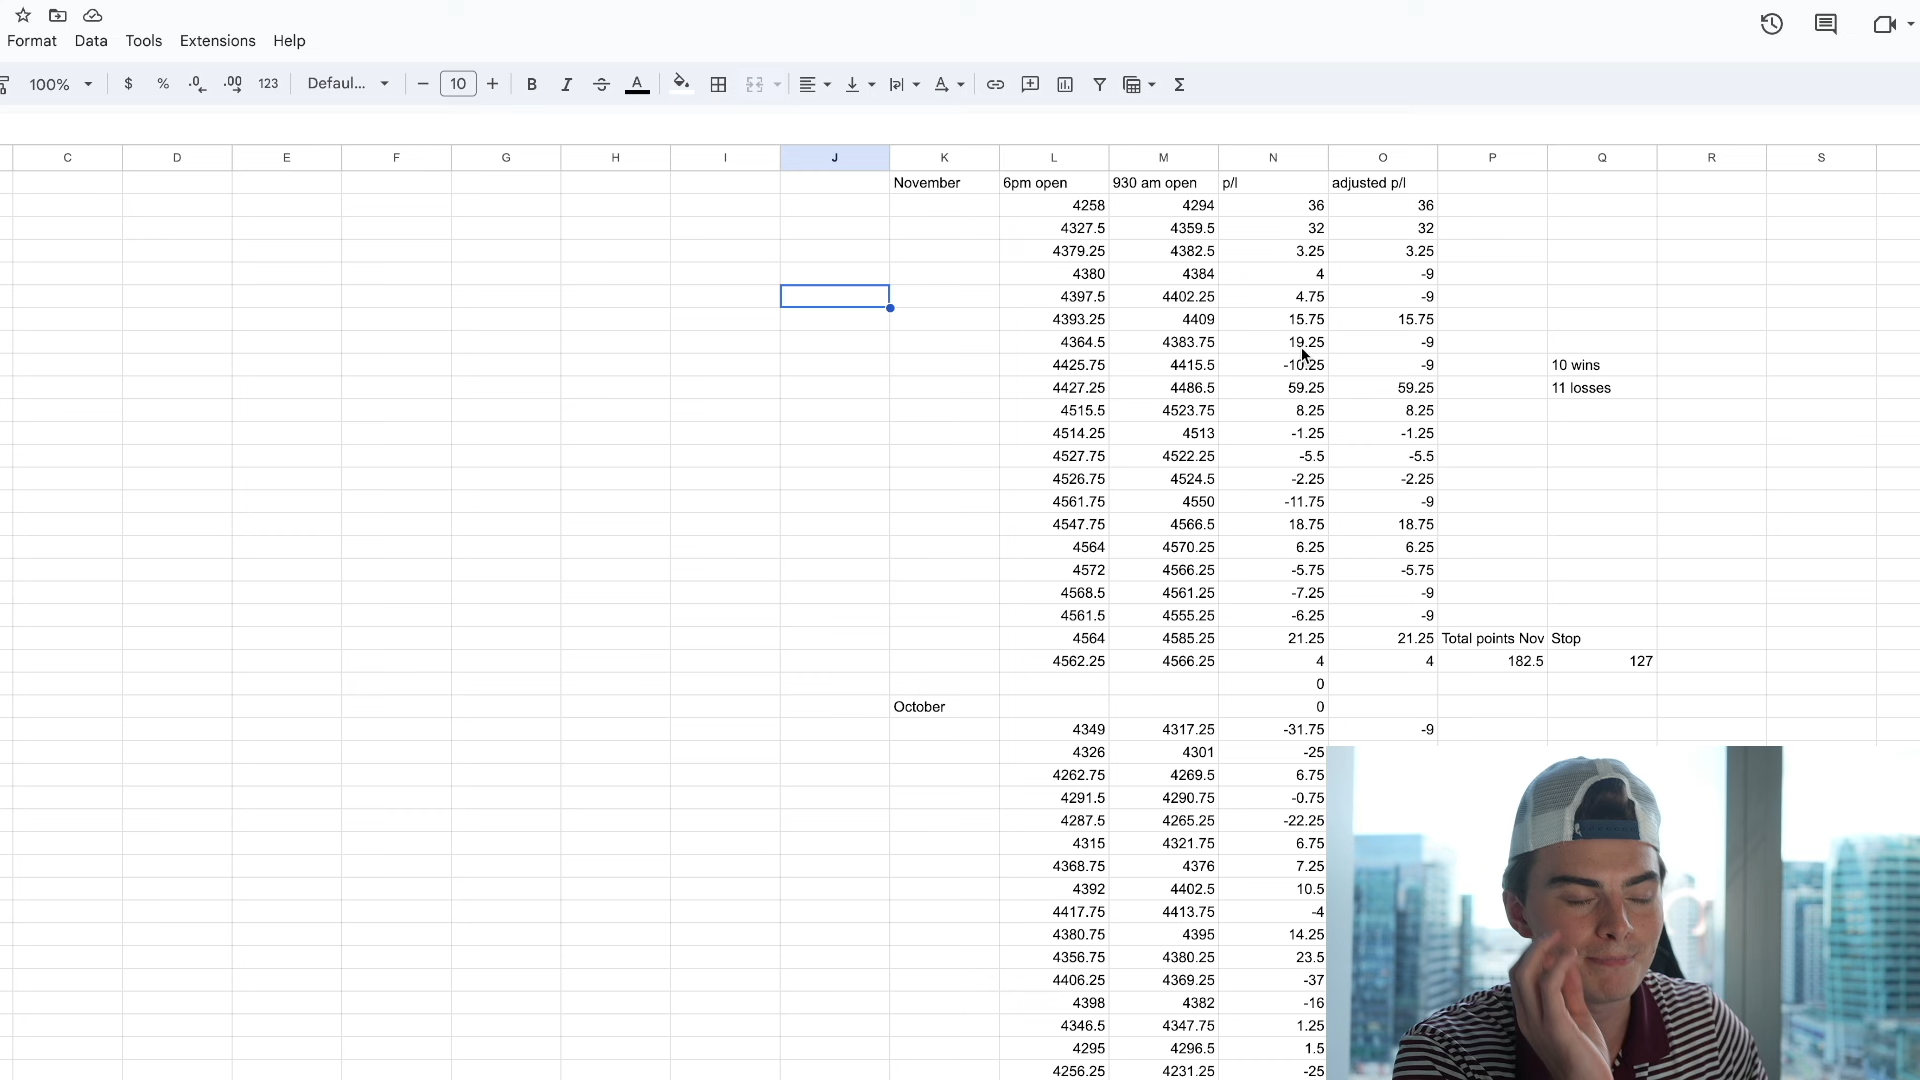 Format Data Tools Extensions Help
100% $ % .0 .00 123 Defaul... − 10 + B I S A Σ
C D E F G H I J K L M N O P Q R S
November 6pm open 930 am open p/l adjusted p/l
4258 4294 36 36
4327.5 4359.5 32 32
4379.25 4382.5 3.25 3.25
4380 4384 4 -9
4397.5 4402.25 4.75 -9
4393.25 4409 15.75 15.75
4364.5 4383.75 19.25 -9
4425.75 4415.5 -10.25 -9 10 wins
4427.25 4486.5 59.25 59.25 11 losses
4515.5 4523.75 8.25 8.25
4514.25 4513 -1.25 -1.25
4527.75 4522.25 -5.5 -5.5
4526.75 4524.5 -2.25 -2.25
4561.75 4550 -11.75 -9
4547.75 4566.5 18.75 18.75
4564 4570.25 6.25 6.25
4572 4566.25 -5.75 -5.75
4568.5 4561.25 -7.25 -9
4561.5 4555.25 -6.25 -9
4564 4585.25 21.25 21.25 Total points Nov Stop
4562.25 4566.25 4 4 182.5 127
0
October 0
4349 4317.25 -31.75 -9
4326 4301 -25
4262.75 4269.5 6.75
4291.5 4290.75 -0.75
4287.5 4265.25 -22.25
4315 4321.75 6.75
4368.75 4376 7.25
4392 4402.5 10.5
4417.75 4413.75 -4
4380.75 4395 14.25
4356.75 4380.25 23.5
4406.25 4369.25 -37
4398 4382 -16
4346.5 4347.75 1.25
4295 4296.5 1.5
4256.25 4231.25 -25